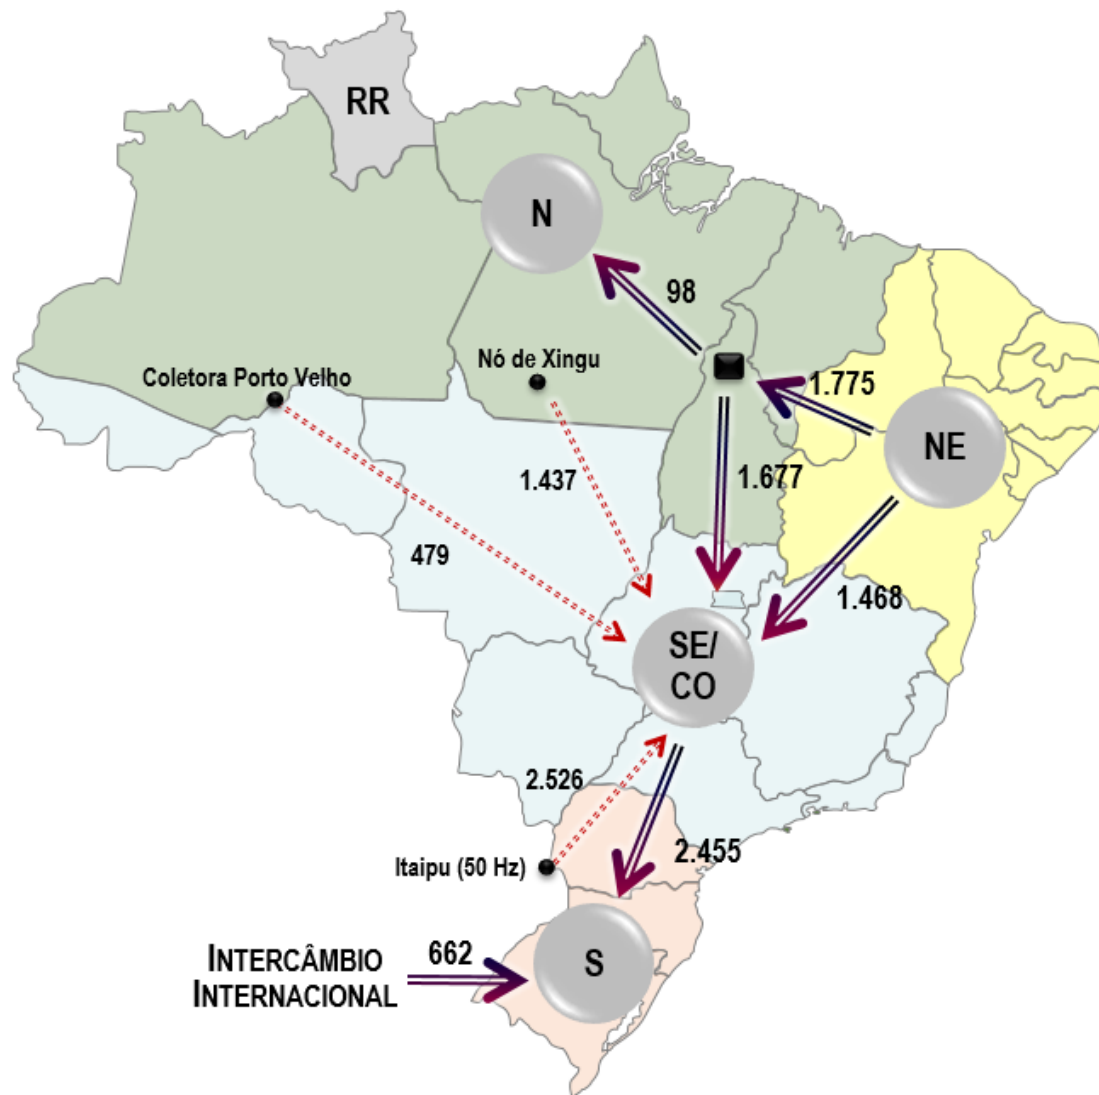 RR
N
98
Nó de Xingu
Coletora Porto Velho
1.775
NE
1.437
1.677
479
1.468
SE/
CO
2.526
2.455
Itaipu (50 Hz)
INTERCÂMBIO
INTERNACIONAL
662
S